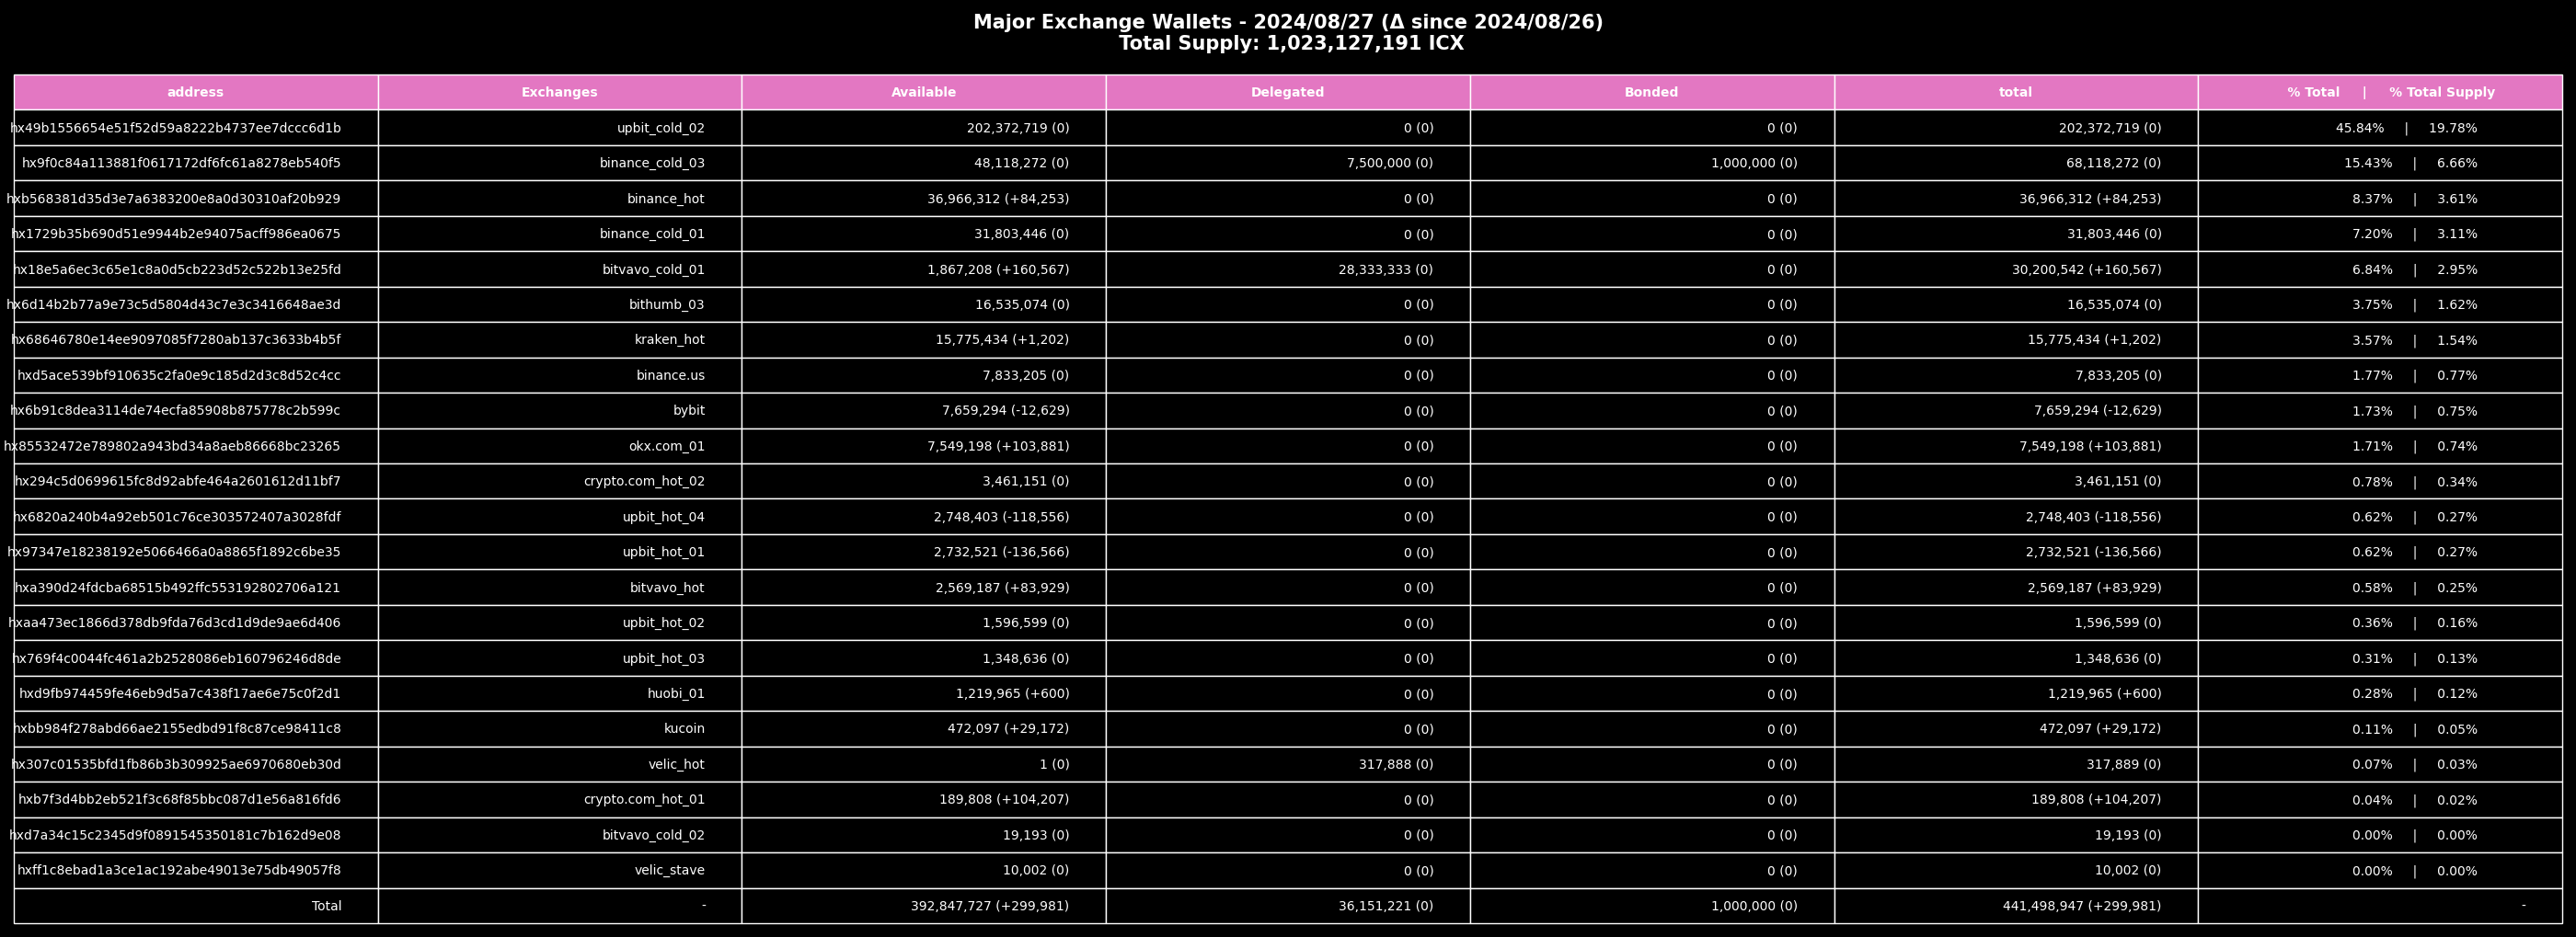 Major Exchange Wallets - 2024/08/27 (Δ since 2024/08/26)
Total Supply: 1,023,127,191 ICX
address Exchanges Available Delegated Bonded total % Total | % Total Supply
hx49b1556654e51f52d59a8222b4737ee7dccc6d1b upbit_cold_02 202,372,719 (0) 0 (0) 0 (0) 202,372,719 (0) 45.84% | 19.78%
hx9f0c84a113881f0617172df6fc61a8278eb540f5 binance_cold_03 48,118,272 (0) 7,500,000 (0) 1,000,000 (0) 68,118,272 (0) 15.43% | 6.66%
hxb568381d35d3e7a6383200e8a0d30310af20b929 binance_hot 36,966,312 (+84,253) 0 (0) 0 (0) 36,966,312 (+84,253) 8.37% | 3.61%
hx1729b35b690d51e9944b2e94075acff986ea0675 binance_cold_01 31,803,446 (0) 0 (0) 0 (0) 31,803,446 (0) 7.20% | 3.11%
hx18e5a6ec3c65e1c8a0d5cb223d52c522b13e25fd bitvavo_cold_01 1,867,208 (+160,567) 28,333,333 (0) 0 (0) 30,200,542 (+160,567) 6.84% | 2.95%
hx6d14b2b77a9e73c5d5804d43c7e3c3416648ae3d bithumb_03 16,535,074 (0) 0 (0) 0 (0) 16,535,074 (0) 3.75% | 1.62%
hx68646780e14ee9097085f7280ab137c3633b4b5f kraken_hot 15,775,434 (+1,202) 0 (0) 0 (0) 15,775,434 (+1,202) 3.57% | 1.54%
hxd5ace539bf910635c2fa0e9c185d2d3c8d52c4cc binance.us 7,833,205 (0) 0 (0) 0 (0) 7,833,205 (0) 1.77% | 0.77%
hx6b91c8dea3114de74ecfa85908b875778c2b599c bybit 7,659,294 (-12,629) 0 (0) 0 (0) 7,659,294 (-12,629) 1.73% | 0.75%
hx85532472e789802a943bd34a8aeb86668bc23265 okx.com_01 7,549,198 (+103,881) 0 (0) 0 (0) 7,549,198 (+103,881) 1.71% | 0.74%
hx294c5d0699615fc8d92abfe464a2601612d11bf7 crypto.com_hot_02 3,461,151 (0) 0 (0) 0 (0) 3,461,151 (0) 0.78% | 0.34%
hx6820a240b4a92eb501c76ce303572407a3028fdf upbit_hot_04 2,748,403 (-118,556) 0 (0) 0 (0) 2,748,403 (-118,556) 0.62% | 0.27%
hx97347e18238192e5066466a0a8865f1892c6be35 upbit_hot_01 2,732,521 (-136,566) 0 (0) 0 (0) 2,732,521 (-136,566) 0.62% | 0.27%
hxa390d24fdcba68515b492ffc553192802706a121 bitvavo_hot 2,569,187 (+83,929) 0 (0) 0 (0) 2,569,187 (+83,929) 0.58% | 0.25%
hxaa473ec1866d378db9fda76d3cd1d9de9ae6d406 upbit_hot_02 1,596,599 (0) 0 (0) 0 (0) 1,596,599 (0) 0.36% | 0.16%
hx769f4c0044fc461a2b2528086eb160796246d8de upbit_hot_03 1,348,636 (0) 0 (0) 0 (0) 1,348,636 (0) 0.31% | 0.13%
hxd9fb974459fe46eb9d5a7c438f17ae6e75c0f2d1 huobi_01 1,219,965 (+600) 0 (0) 0 (0) 1,219,965 (+600) 0.28% | 0.12%
hxbb984f278abd66ae2155edbd91f8c87ce98411c8 kucoin 472,097 (+29,172) 0 (0) 0 (0) 472,097 (+29,172) 0.11% | 0.05%
hx307c01535bfd1fb86b3b309925ae6970680eb30d velic_hot 1 (0) 317,888 (0) 0 (0) 317,889 (0) 0.07% | 0.03%
hxb7f3d4bb2eb521f3c68f85bbc087d1e56a816fd6 crypto.com_hot_01 189,808 (+104,207) 0 (0) 0 (0) 189,808 (+104,207) 0.04% | 0.02%
hxd7a34c15c2345d9f0891545350181c7b162d9e08 bitvavo_cold_02 19,193 (0) 0 (0) 0 (0) 19,193 (0) 0.00% | 0.00%
hxff1c8ebad1a3ce1ac192abe49013e75db49057f8 velic_stave 10,002 (0) 0 (0) 0 (0) 10,002 (0) 0.00% | 0.00%
Total - 392,847,727 (+299,981) 36,151,221 (0) 1,000,000 (0) 441,498,947 (+299,981) -